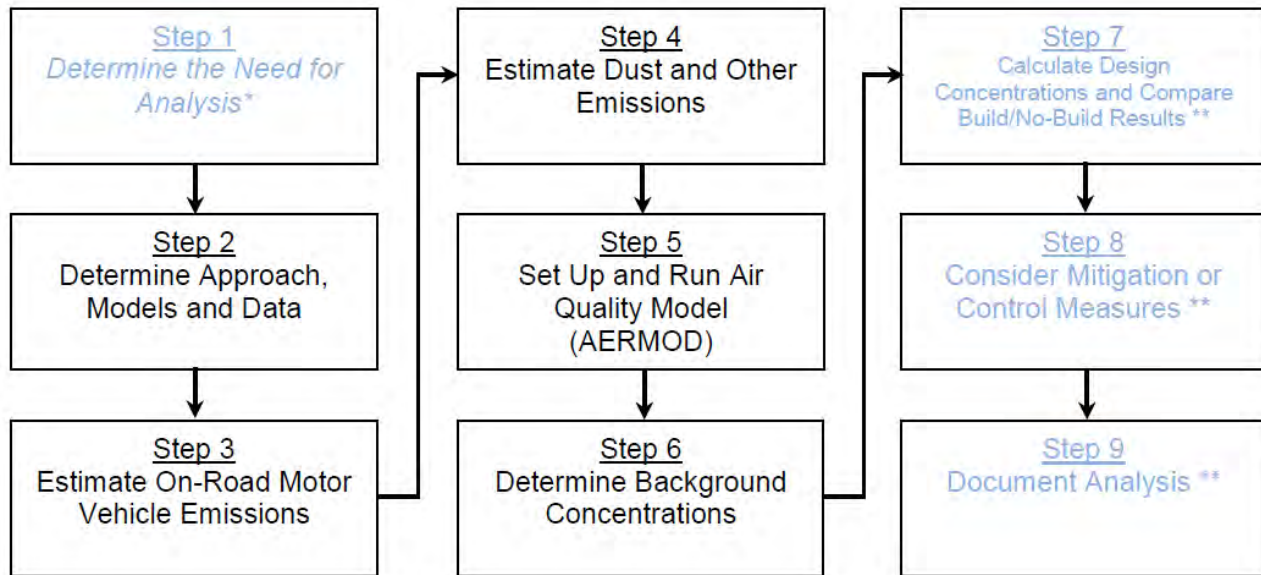 Step 1
Determine the Need for
Analysis*
Step 2
Determine Approach,
Models and Data
Step 3
Estimate On-Road Motor
Vehicle Emissions
Step 4
Estimate Dust and Other
Emissions
Step 5
Set Up and Run Air
Quality Model
(AERMOD)
Step 6
Determine Background
Concentrations
Step 7
Calculate Design
Concentrations and Compare
Build/No-Build Results **
Step 8
Consider Mitigation or
Control Measures **
Step 9
Document Analysis **